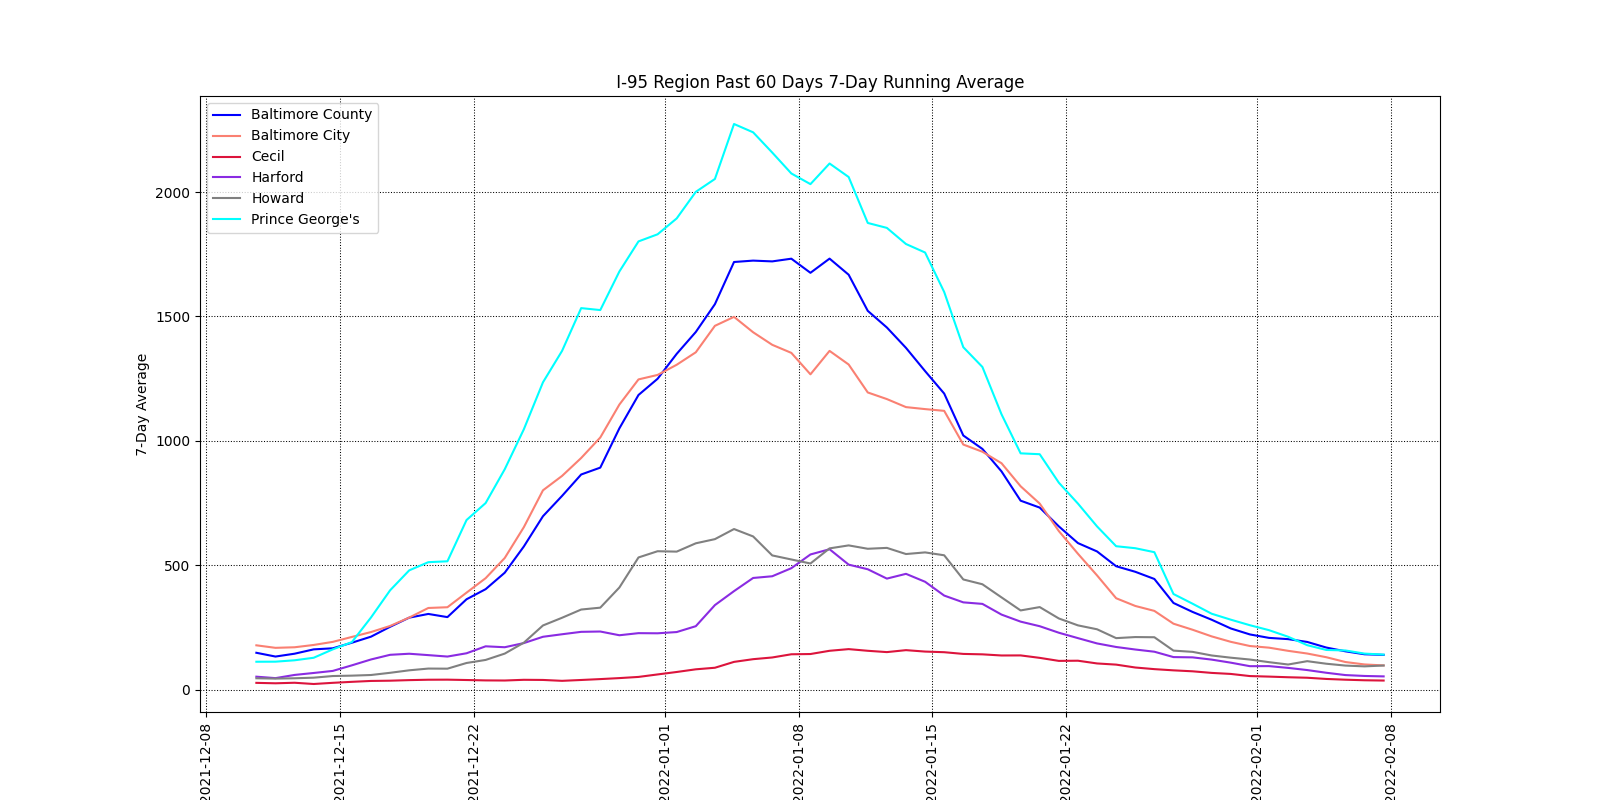 I-95 Region Past 60 Days 7-Day Running Average
Baltimore County
Baltimore City
Cecil
Harford
Howard
Prince George's
7-Day Average
2000
1500
1000
500
0
2021-12-08
2021-12-15
2021-12-22
2022-01-01
2022-01-08
2022-01-15
2022-01-22
2022-02-01
2022-02-08